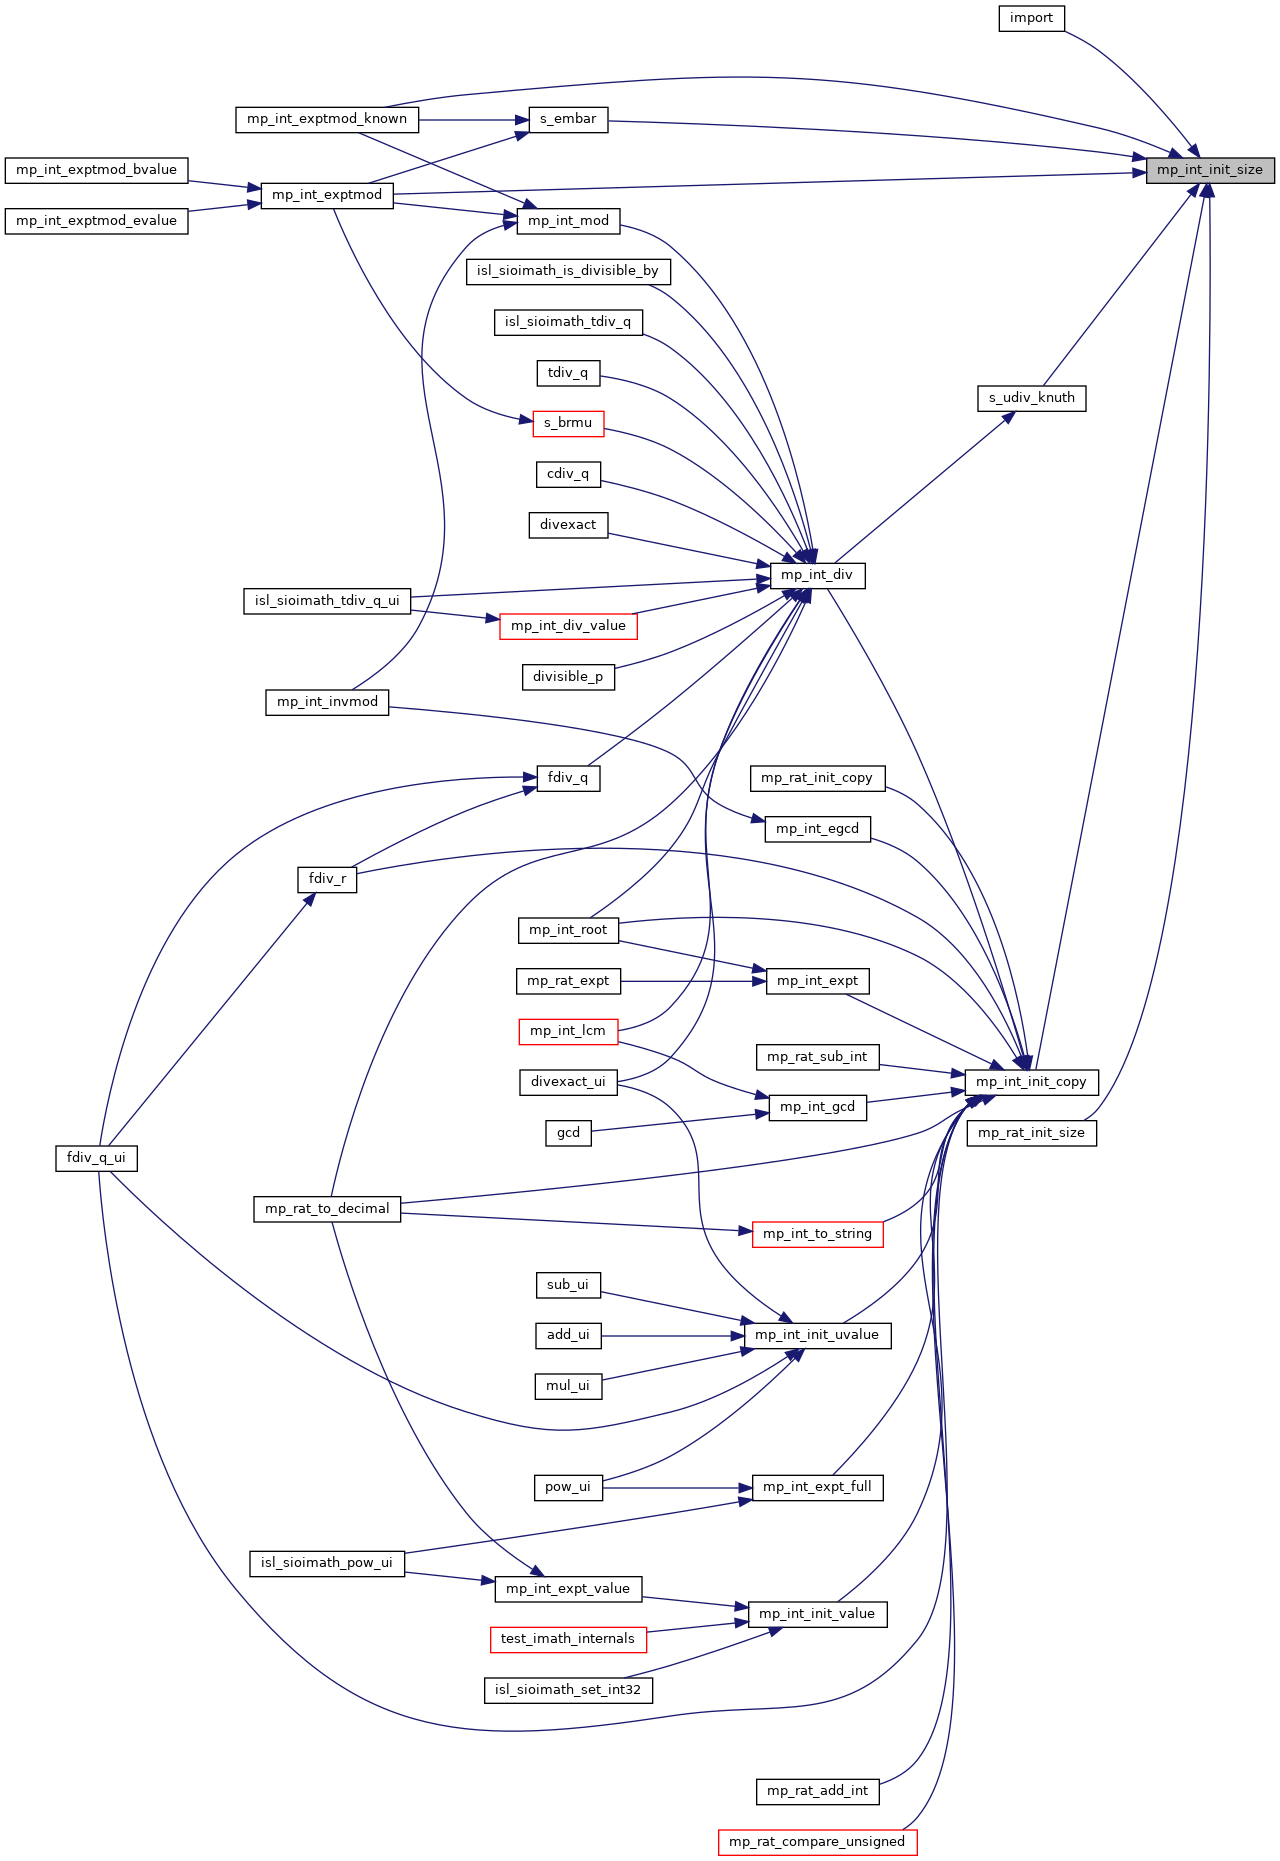 import
mp_int_exptmod_known
s_embar
mp_int_exptmod_bvalue
mp_int_init_size
mp_int_exptmod
mp_int_exptmod_evalue
mp_int_mod
isl_sioimath_is_divisible_by
isl_sioimath_tdiv_q
tdiv_q
s_udiv_knuth
s_brmu
cdiv_q
divexact
mp_int_div
isl_sioimath_tdiv_q_ui
mp_int_div_value
divisible_p
mp_int_invmod
fdiv_q
mp_rat_init_copy
mp_int_egcd
fdiv_r
mp_int_root
mp_rat_expt
mp_int_expt
mp_int_lcm
mp_rat_sub_int
divexact_ui
mp_int_init_copy
mp_int_gcd
gcd
mp_rat_init_size
fdiv_q_ui
mp_rat_to_decimal
mp_int_to_string
sub_ui
add_ui
mp_int_init_uvalue
mul_ui
pow_ui
mp_int_expt_full
isl_sioimath_pow_ui
mp_int_expt_value
mp_int_init_value
test_imath_internals
isl_sioimath_set_int32
mp_rat_add_int
mp_rat_compare_unsigned